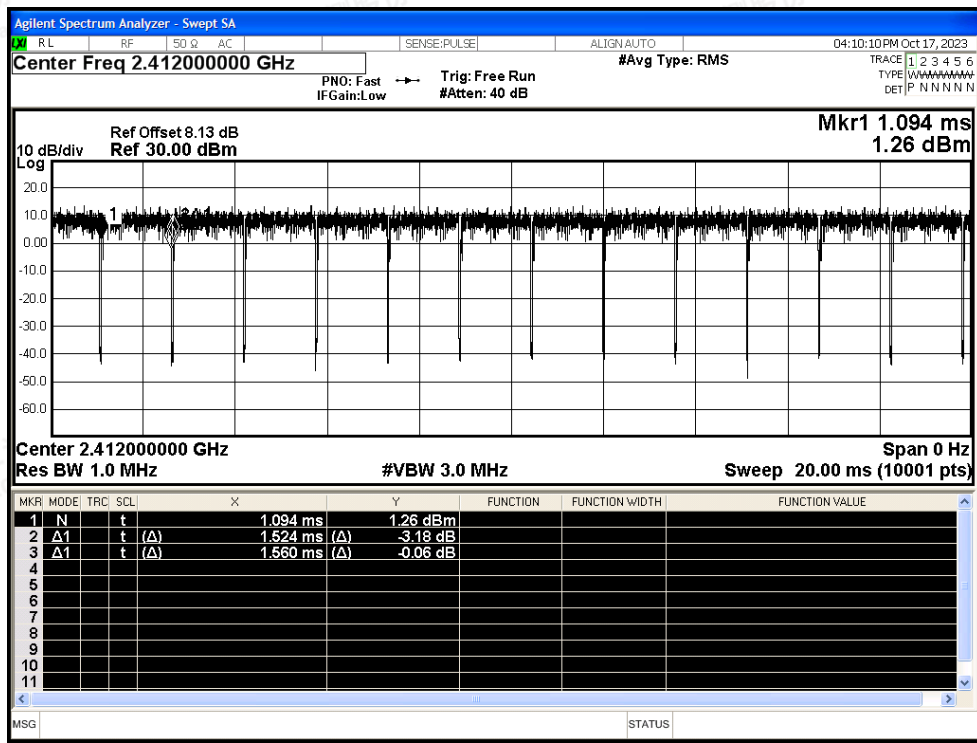 Agilent Spectrum Analyzer - Swept SA
LXI RL RF 50 Ω AC SENSE:PULSE ALIGN AUTO 04:10:10 PM Oct 17, 2023
Center Freq 2.412000000 GHz #Avg Type: RMS TRACE 1 2 3 4 5 6
PNO: Fast Trig: Free Run TYPE
IFGain:Low #Atten: 40 dB DET P N N N N N
Mkr1 1.094 ms
Ref Offset 8.13 dB
10 dB/div Ref 30.00 dBm 1.26 dBm
Log
20.0
10.0 1
0.00
-10.0
-20.0
-30.0
-40.0
-50.0
-60.0
Center 2.412000000 GHz Span 0 Hz
Res BW 1.0 MHz #VBW 3.0 MHz Sweep 20.00 ms (10001 pts)
MKR MODE TRC SCL X Y FUNCTION FUNCTION WIDTH FUNCTION VALUE
1 N t 1.094 ms 1.26 dBm
2 Δ1 t (Δ) 1.524 ms (Δ) -3.18 dB
3 Δ1 t (Δ) 1.560 ms (Δ) -0.06 dB
4
5
6
7
8
9
10
11
MSG STATUS